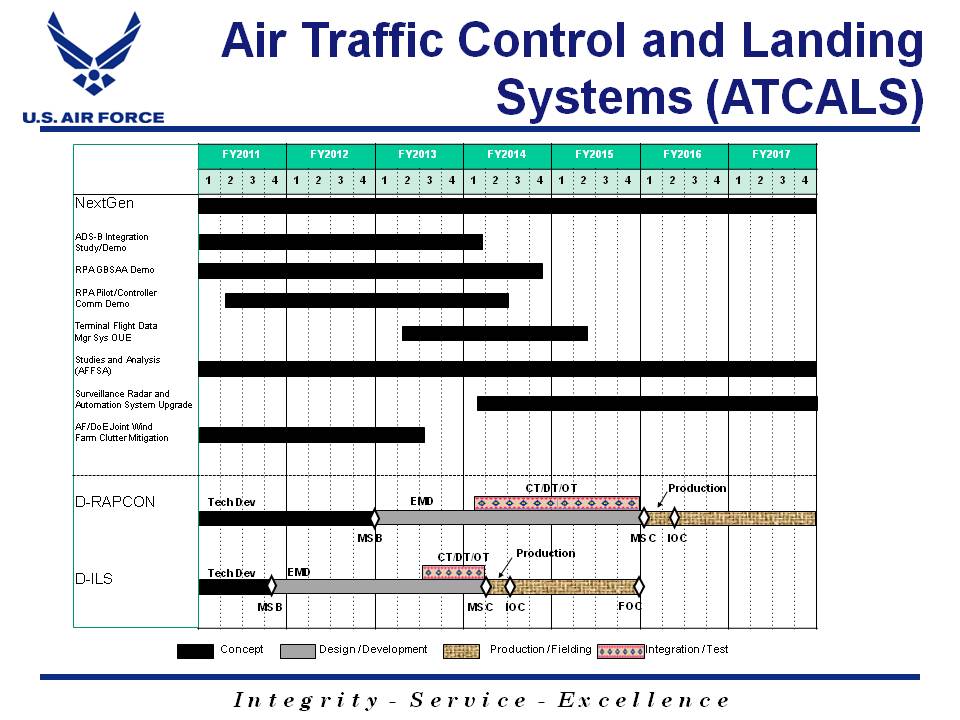 Air Traffic Control and Landing
Systems (ATCALS)
U.S. AIR FORCE
FY2011 FY2012 FY2013 FY2014 FY2015 FY2016 FY2017
1 2 3 4 1 2 3 4 1 2 3 4 1 2 3 4 1 2 3 4 1 2 3 4 1 2 3 4
NextGen
ADS-B Integration
Study/Demo
RPA GBSAA Demo
RPA Pilot/Controller
Comm Demo
Terminal Flight Data
Mgr Sys OUE
Studies and Analysis
(AFFSA)
Surveillance Radar and
Automation System Upgrade
AF/DoE Joint Wind
Farm Clutter Mitigation
D-RAPCON Tech Dev EMD CT/DT/OT Production
MSB MSC IOC
D-ILS Tech Dev EMD CT/DT/OT Production
MSB MSC IOC FOC
Concept Design/Development Production/Fielding Integration/Test
Integrity - Service - Excellence